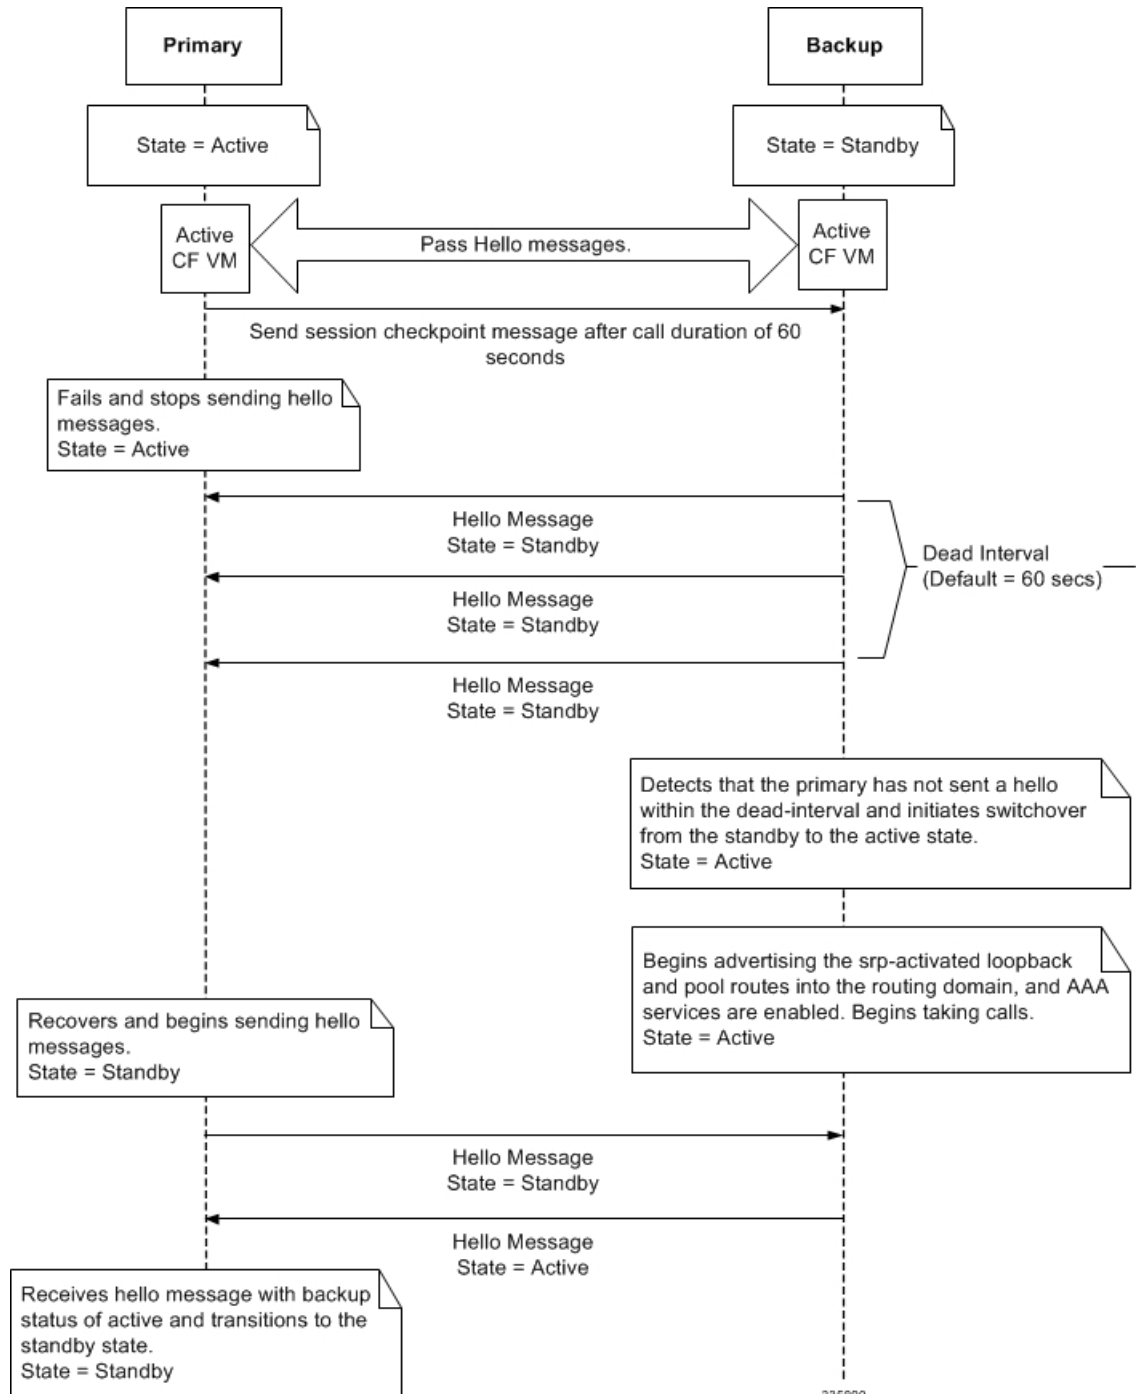 Primary
Backup
State = Active
State = Standby
Active
CF VM
Pass Hello messages.
Active
CF VM
Send session checkpoint message after call duration of 60
seconds
Fails and stops sending hello
messages.
State = Active
Hello Message
State = Standby
Dead Interval
(Default = 60 secs)
Hello Message
State = Standby
Hello Message
State = Standby
Detects that the primary has not sent a hello
within the dead-interval and initiates switchover
from the standby to the active state.
State = Active
Begins advertising the srp-activated loopback
and pool routes into the routing domain, and AAA
services are enabled. Begins taking calls.
State = Active
Recovers and begins sending hello
messages.
State = Standby
Hello Message
State = Standby
Hello Message
State = Active
Receives hello message with backup
status of active and transitions to the
standby state.
State = Standby